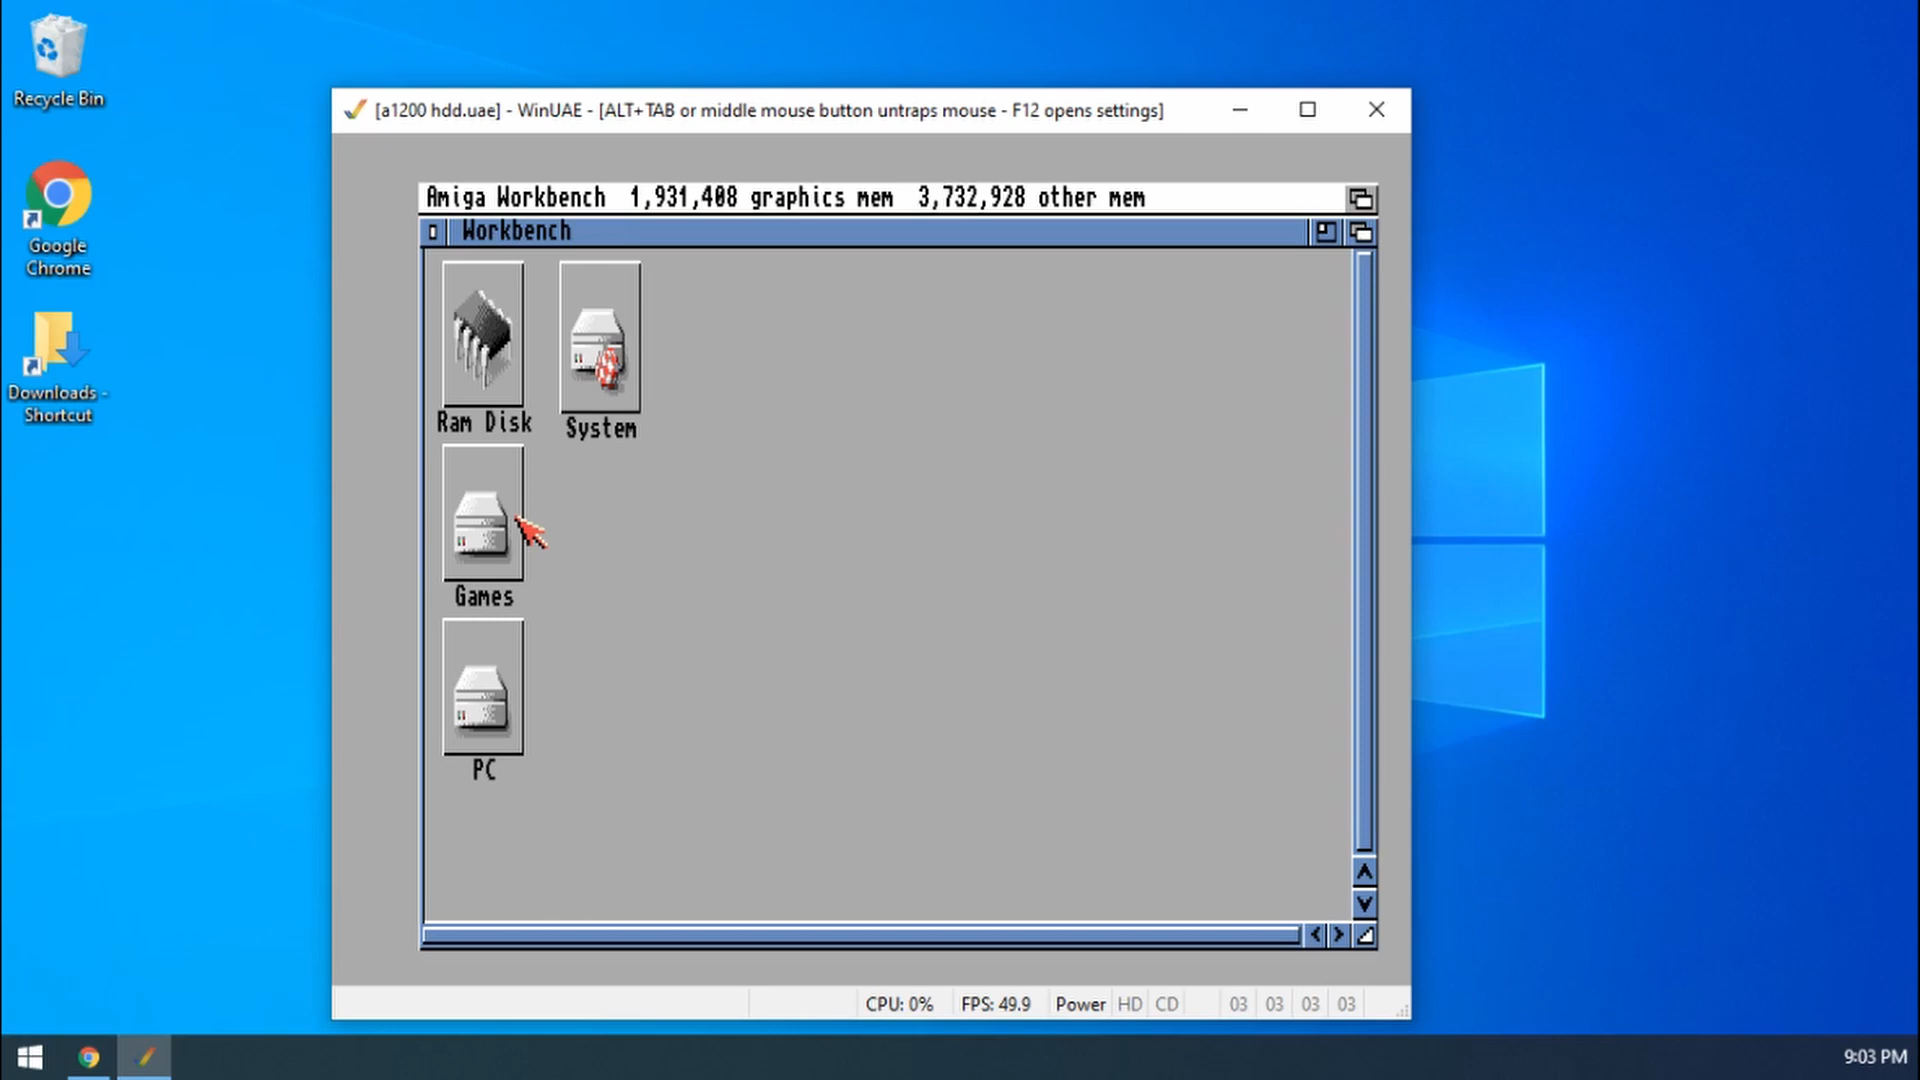 Recycle Bin
Google
Chrome
Downloads -
Shortcut
[a1200 hdd.uae] - WinUAE - [ALT+TAB or middle mouse button untraps mouse - F12 opens settings]
Amiga Workbench 1,931,408 graphics mem 3,732,928 other mem
Workbench
Ram Disk
System
Games
PC
CPU: 0% FPS: 49.9 Power HD CD 03 03 03 03
9:03 PM